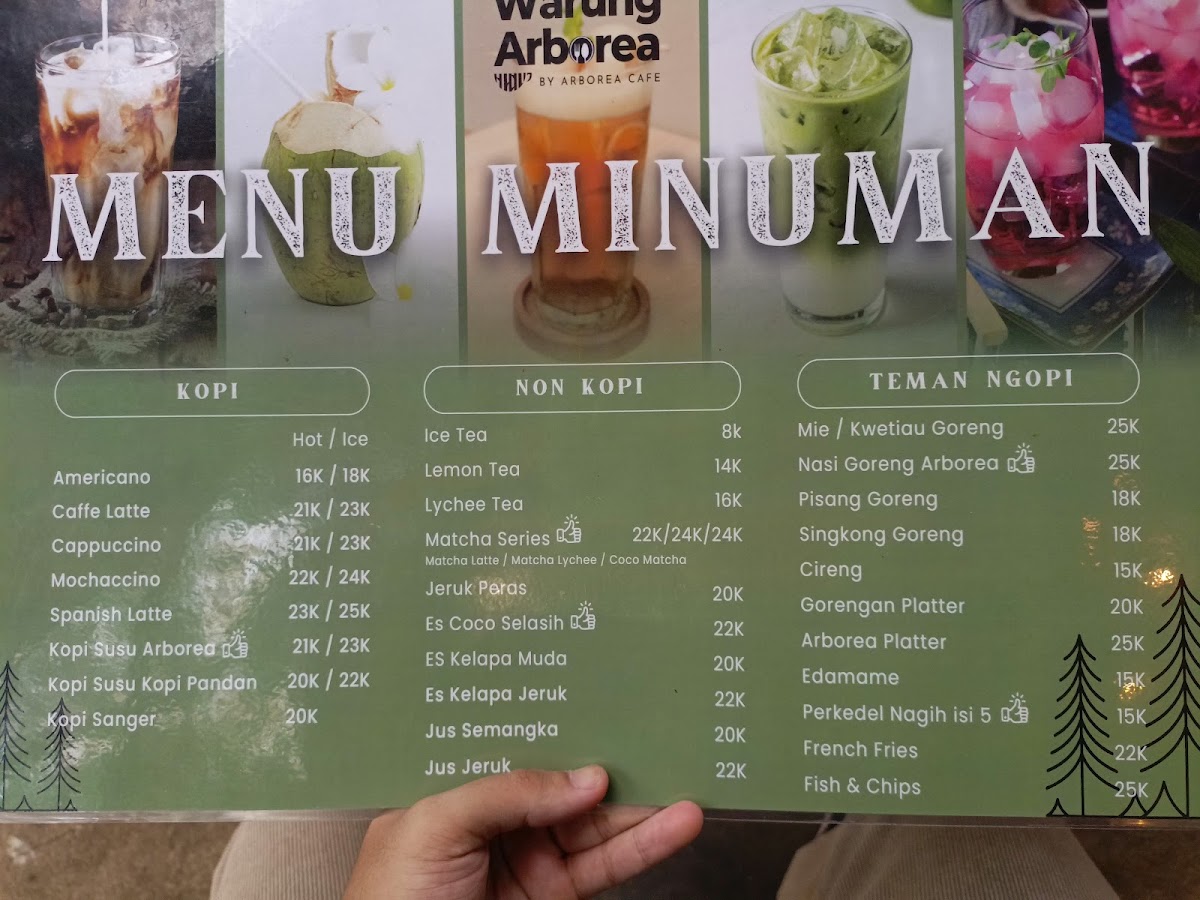 Warung
Arborea
BY ARBOREA CAFE
MENU MINUMAN
KOPI
Hot / Ice
Americano 16K / 18K
Caffe Latte 21K / 23K
Cappuccino 21K / 23K
Mochaccino 22K / 24K
Spanish Latte 23K / 25K
Kopi Susu Arborea 21K / 23K
Kopi Susu Kopi Pandan 20K / 22K
Kopi Sanger 20K
NON KOPI
Ice Tea 8k
Lemon Tea 14K
Lychee Tea 16K
Matcha Series 22K/24K/24K
Matcha Latte / Matcha Lychee / Coco Matcha
Jeruk Peras 20K
Es Coco Selasih 22K
ES Kelapa Muda 20K
Es Kelapa Jeruk 22K
Jus Semangka 20K
Jus Jeruk 22K
TEMAN NGOPI
Mie / Kwetiau Goreng 25K
Nasi Goreng Arborea 25K
Pisang Goreng 18K
Singkong Goreng 18K
Cireng 15K
Gorengan Platter 20K
Arborea Platter 25K
Edamame 15K
Perkedel Nagih isi 5 15K
French Fries 22K
Fish & Chips 25K